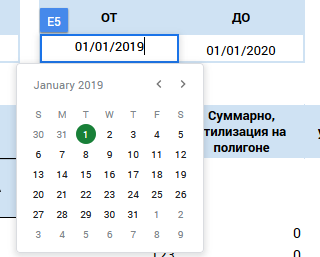 E5
ОТ ДО
01/01/2019 01/01/2020
January 2019
S M T W T F S
30 31 1 2 3 4 5
6 7 8 9 10 11 12
13 14 15 16 17 18 19
20 21 22 23 24 25 26
27 28 29 30 31 1 2
3 4 5 6 7 8 9
Суммарно,
тилизация на
полигоне
0
0